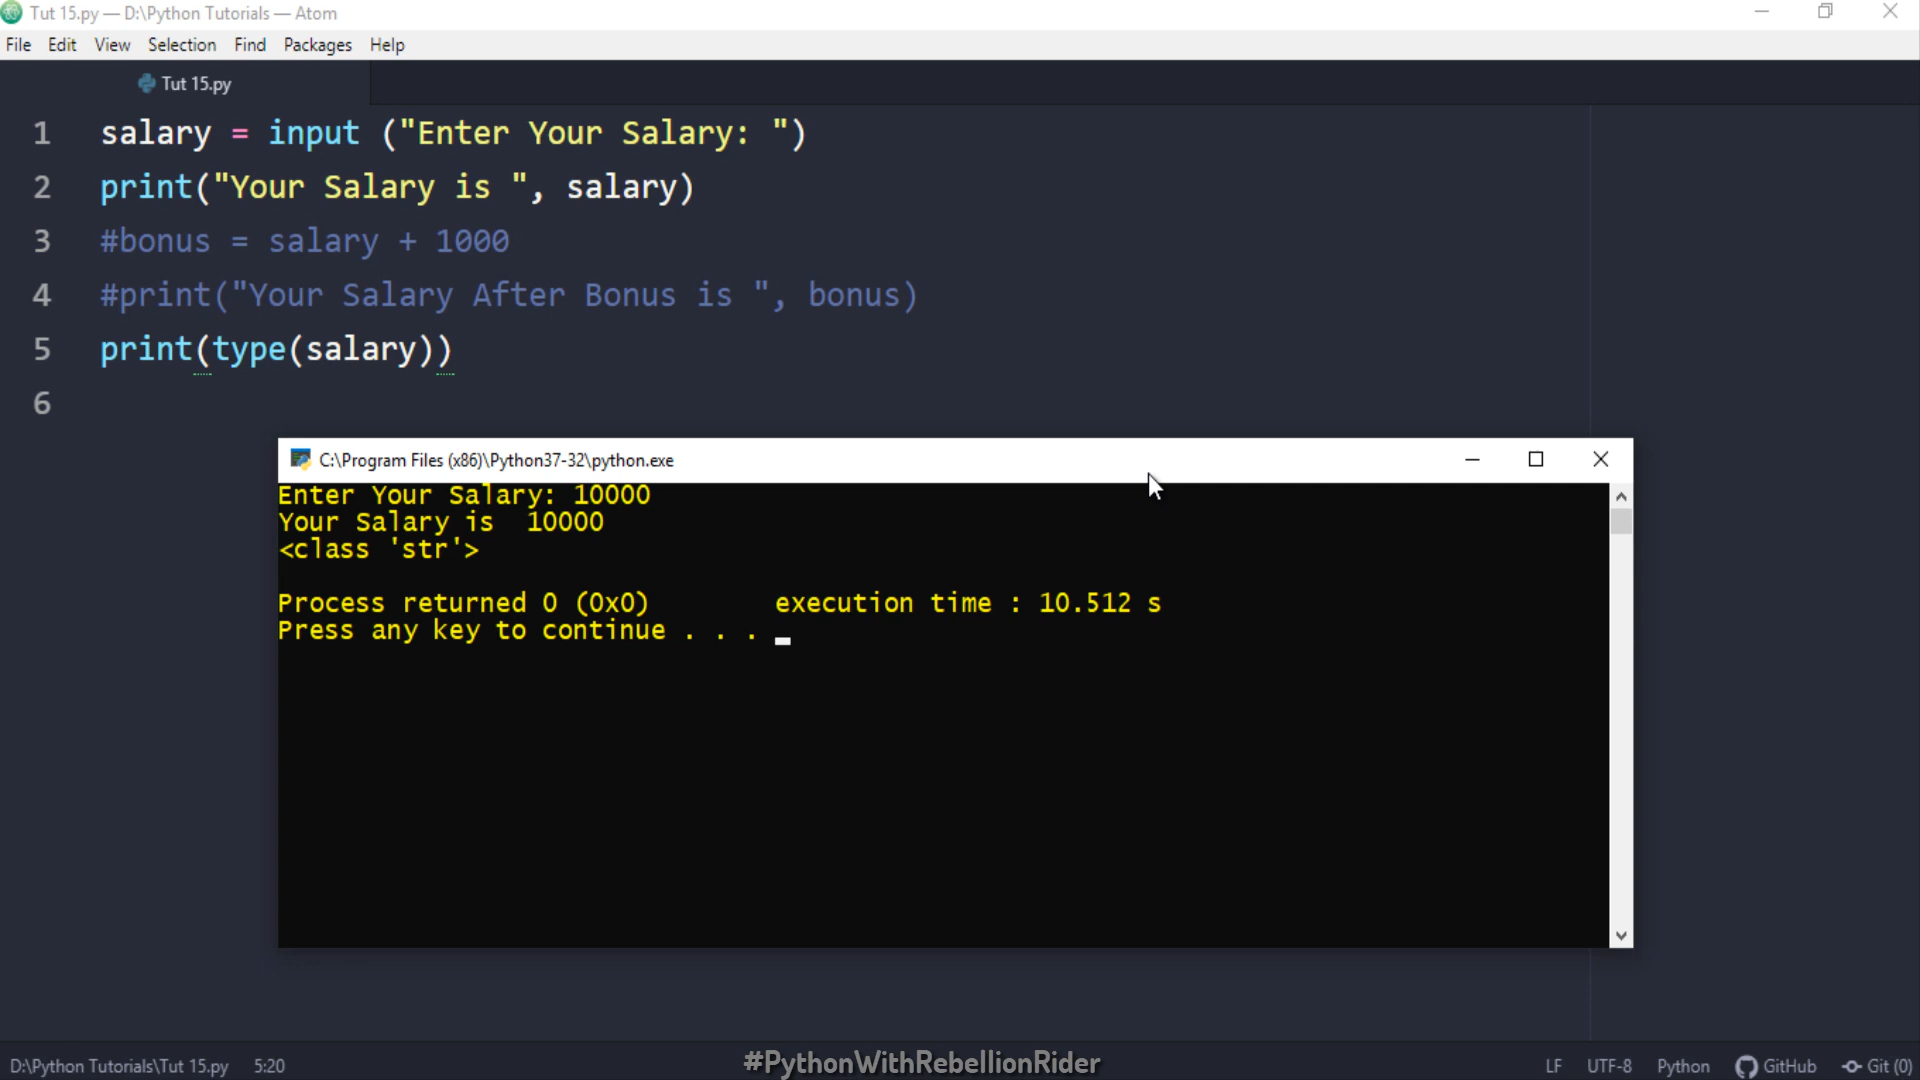 Tut 15.py — D:\Python Tutorials — Atom
File Edit View Selection Find Packages Help
Tut 15.py
1 salary = input ("Enter Your Salary: ")
2 print("Your Salary is ", salary)
3 #bonus = salary + 1000
4 #print("Your Salary After Bonus is ", bonus)
5 print(type(salary))
6
C:\Program Files (x86)\Python37-32\python.exe
Enter Your Salary: 10000
Your Salary is  10000
<class 'str'>
Process returned 0 (0x0)        execution time : 10.512 s
Press any key to continue . . .
D:\Python Tutorials\Tut 15.py 5:20 #PythonWithRebellionRider LF UTF-8 Python GitHub Git (0)